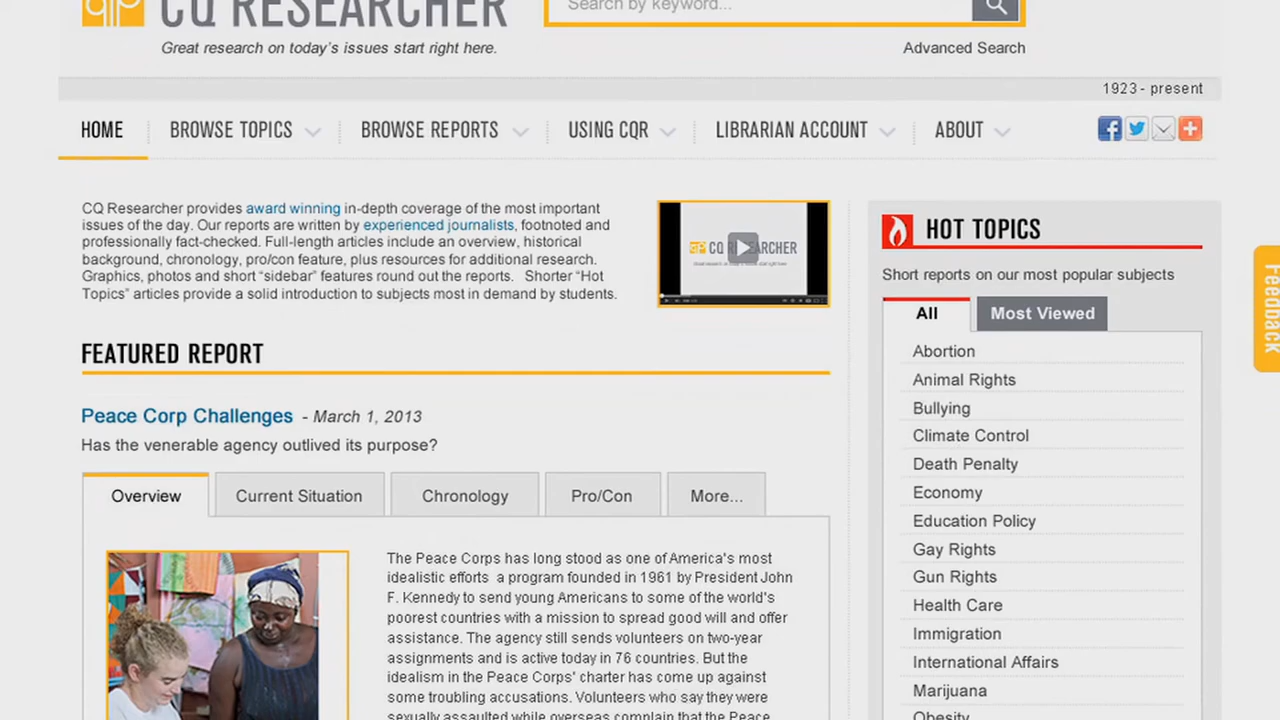 CQ RESEARCHER
Search by keyword...
Great research on today's issues start right here.
Advanced Search
1923 - present
HOME
BROWSE TOPICS
BROWSE REPORTS
USING CQR
LIBRARIAN ACCOUNT
ABOUT
CQ Researcher provides award winning in-depth coverage of the most important
issues of the day. Our reports are written by experienced journalists, footnoted and
professionally fact-checked. Full-length articles include an overview, historical
background, chronology, pro/con feature, plus resources for additional research.
Graphics, photos and short “sidebar” features round out the reports. Shorter “Hot
Topics” articles provide a solid introduction to subjects most in demand by students.
CQ RESEARCHER
FEATURED REPORT
Peace Corp Challenges - March 1, 2013
Has the venerable agency outlived its purpose?
Overview
Current Situation
Chronology
Pro/Con
More...
The Peace Corps has long stood as one of America's most
idealistic efforts a program founded in 1961 by President John
F. Kennedy to send young Americans to some of the world's
poorest countries with a mission to spread good will and offer
assistance. The agency still sends volunteers on two-year
assignments and is active today in 76 countries. But the
idealism in the Peace Corps' charter has come up against
some troubling accusations. Volunteers who say they were
sexually assaulted while overseas complain that the Peace
HOT TOPICS
Short reports on our most popular subjects
All
Most Viewed
Abortion
Animal Rights
Bullying
Climate Control
Death Penalty
Economy
Education Policy
Gay Rights
Gun Rights
Health Care
Immigration
International Affairs
Marijuana
Obesity
Feedback